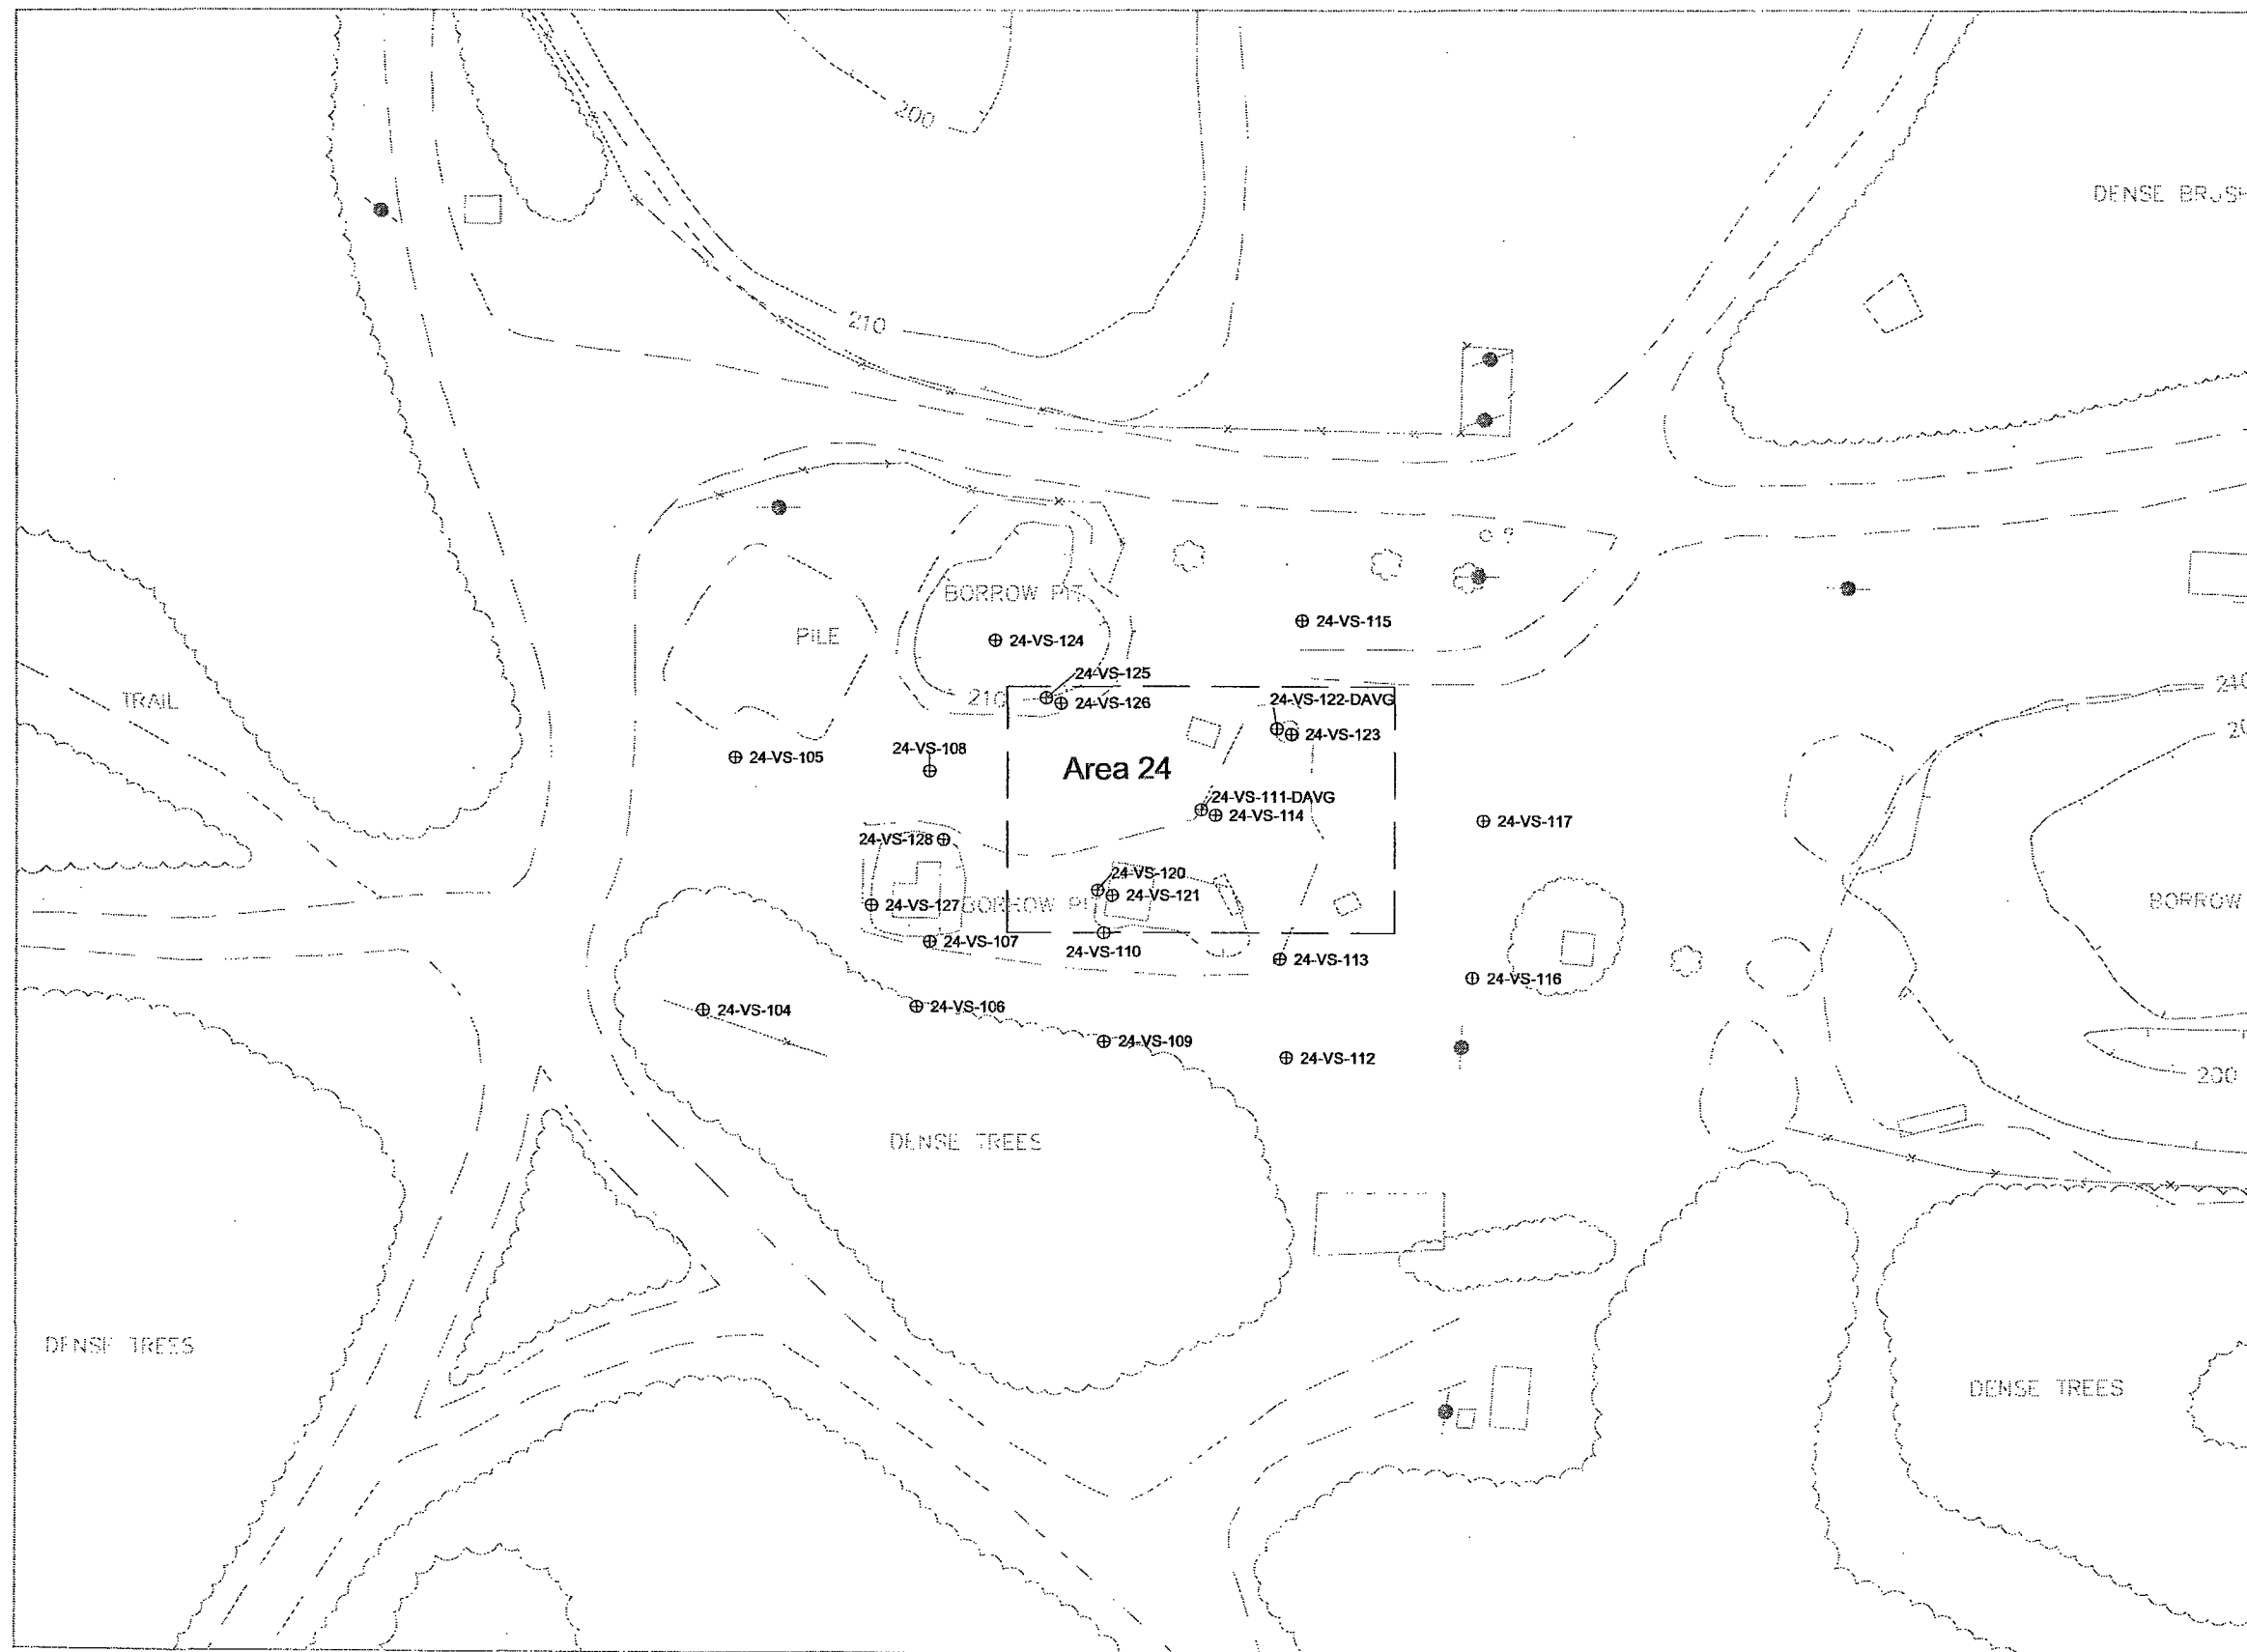 200
DENSE BRUSH
210
○ ?
BORROW PIT
24-VS-115
PILE
24-VS-124
24-VS-125
TRAIL
210
24-VS-126
24-VS-122-DAVG
240
24-VS-123
24-VS-108
24-VS-105
Area 24
24-VS-111-DAVG
24-VS-114
24-VS-117
24-VS-128
24-VS-120
24-VS-121
24-VS-127
BORROW PIT
BORROW
24-VS-107
24-VS-110
24-VS-113
24-VS-116
24-VS-104
24-VS-106
24-VS-109
24-VS-112
200
DENSE TREES
DENSE TREES
DENSE TREES